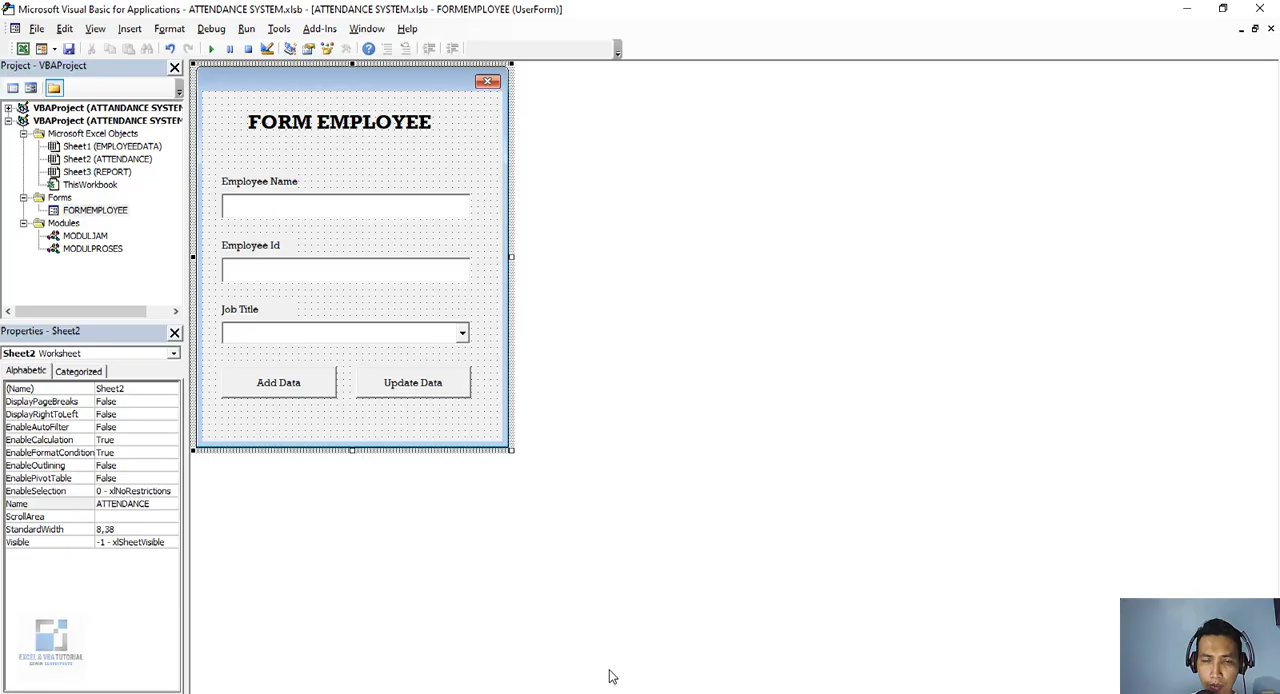 Microsoft Visual Basic for Applications - ATTENDANCE SYSTEM.xlsb - [ATTENDANCE SYSTEM.xlsb - FORMEMPLOYEE (UserForm)]
File Edit View Insert Format Debug Run Tools Add-Ins Window Help
Project - VBAProject
VBAProject (ATTANDANCE SYSTEN
VBAProject (ATTENDANCE SYSTEM
Microsoft Excel Objects
Sheet1 (EMPLOYEEDATA)
Sheet2 (ATTENDANCE)
Sheet3 (REPORT)
ThisWorkbook
Forms
FORMEMPLOYEE
Modules
MODULJAM
MODULPROSES
Properties - Sheet2
Sheet2 Worksheet
Alphabetic Categorized
(Name) Sheet2
DisplayPageBreaks False
DisplayRightToLeft False
EnableAutoFilter False
EnableCalculation True
EnableFormatCondition True
EnableOutlining False
EnablePivotTable False
EnableSelection 0 - xlNoRestrictions
Name ATTENDANCE
ScrollArea
StandardWidth 8,38
Visible -1 - xlSheetVisible
FORM EMPLOYEE
Employee Name
Employee Id
Job Title
Add Data Update Data
EXCEL & VBA TUTORIAL